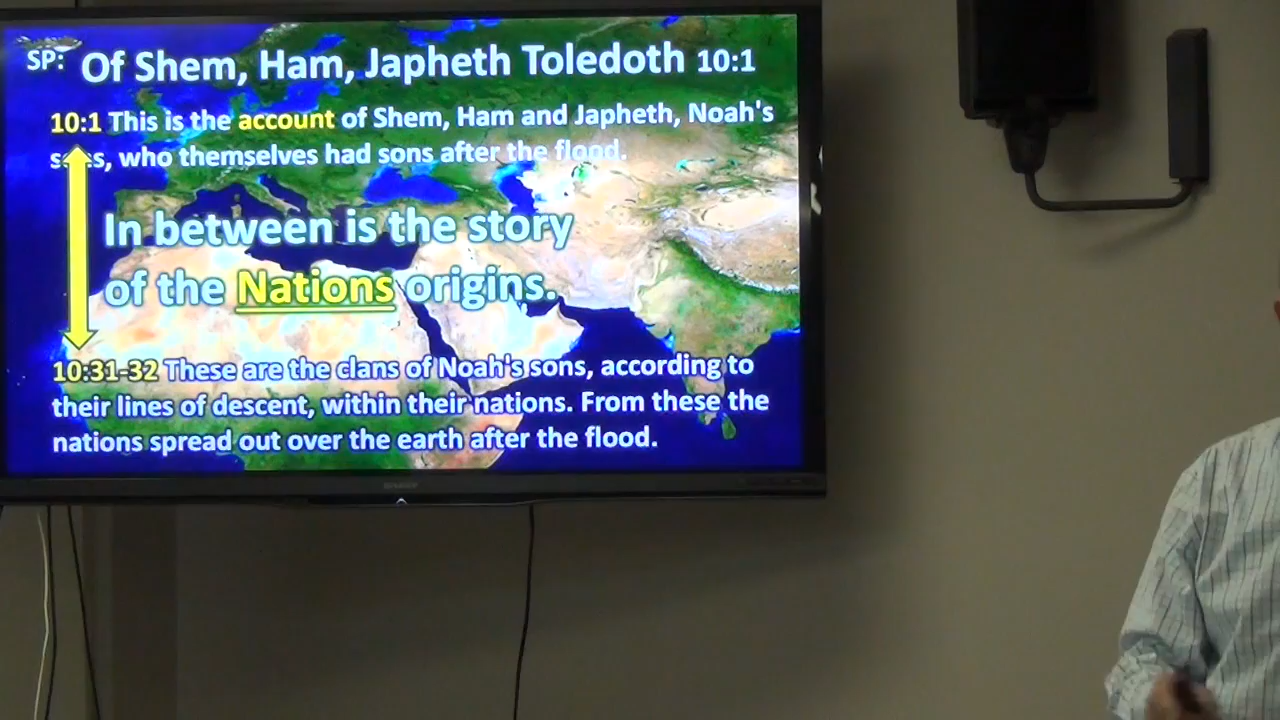 SP: Of Shem, Ham, Japheth Toledoth 10:1
10:1 This is the account of Shem, Ham and Japheth, Noah's
sons, who themselves had sons after the flood.
In between is the story
of the Nations origins.
10:31-32 These are the clans of Noah's sons, according to
their lines of descent, within their nations. From these the
nations spread out over the earth after the flood.
SHARP